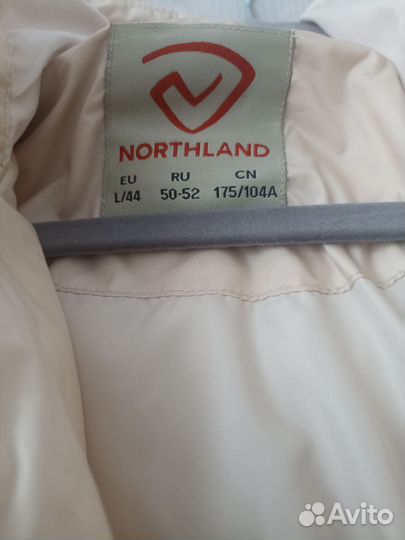 NORTHLAND
EU RU CN
L/44 50-52 175/104A
Avito